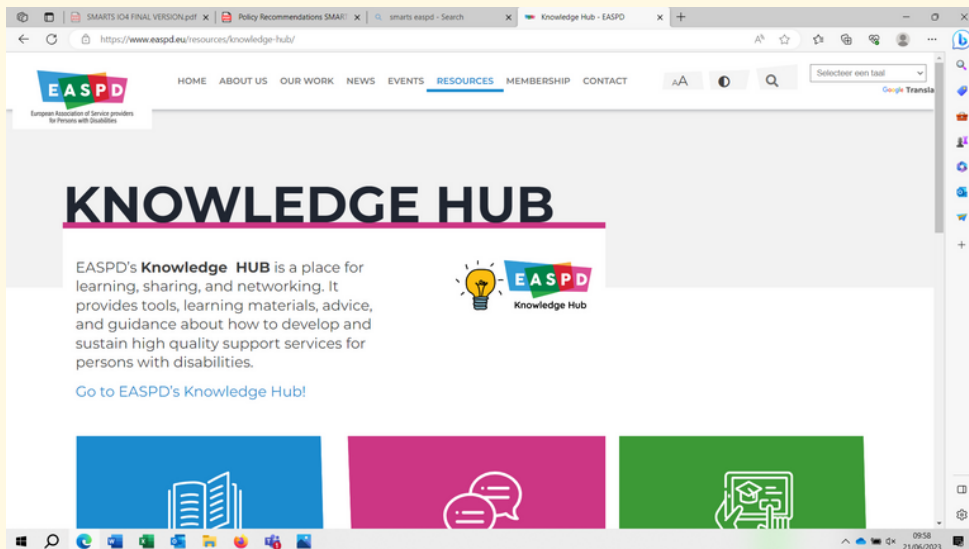 SMARTS IO4 FINAL VERSION.pdf
Policy Recommendations SMART
smarts easpd - Search
Knowledge Hub - EASPD
https://www.easpd.eu/resources/knowledge-hub/
EASPD
European Association of Service providers
for Persons with Disabilities
HOME ABOUT US OUR WORK NEWS EVENTS RESOURCES MEMBERSHIP CONTACT
AA
Selecteer een taal
Google Transla
KNOWLEDGE HUB
EASPD's Knowledge HUB is a place for
learning, sharing, and networking. It
provides tools, learning materials, advice,
and guidance about how to develop and
sustain high quality support services for
persons with disabilities.
Go to EASPD's Knowledge Hub!
EASPD
Knowledge Hub
09:58
21/06/2023